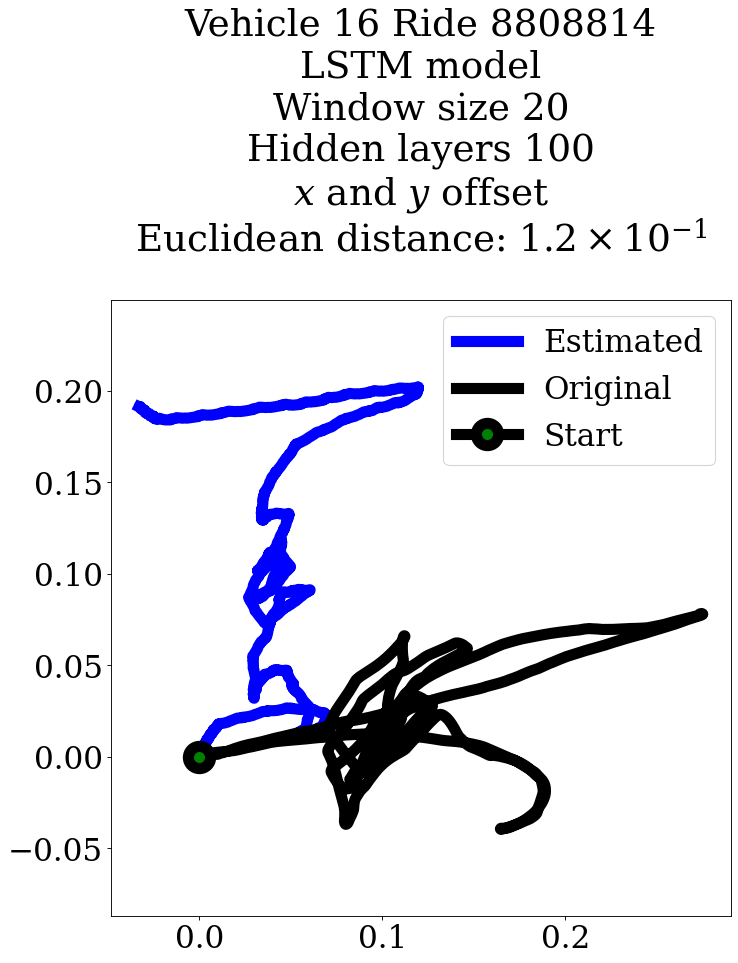 Vehicle 16 Ride 8808814
LSTM model
Window size 20
Hidden layers 100
x and y offset
Euclidean distance: 1.2 × 10⁻¹
Estimated
Original
Start
0.20
0.15
0.10
0.05
0.00
−0.05
0.0 0.1 0.2